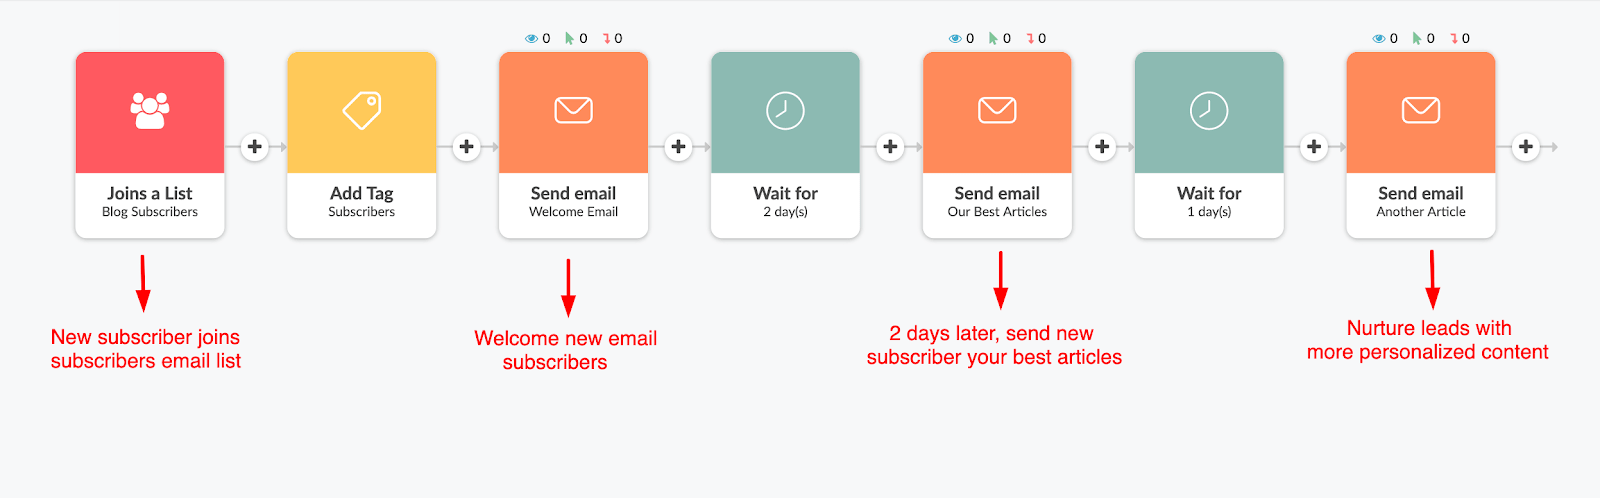 0 0 0
0 0 0
0 0 0
Joins a List
Blog Subscribers
Add Tag
Subscribers
Send email
Welcome Email
Wait for
2 day(s)
Send email
Our Best Articles
Wait for
1 day(s)
Send email
Another Article
New subscriber joins
subscribers email list
Welcome new email
subscribers
2 days later, send new
subscriber your best articles
Nurture leads with
more personalized content